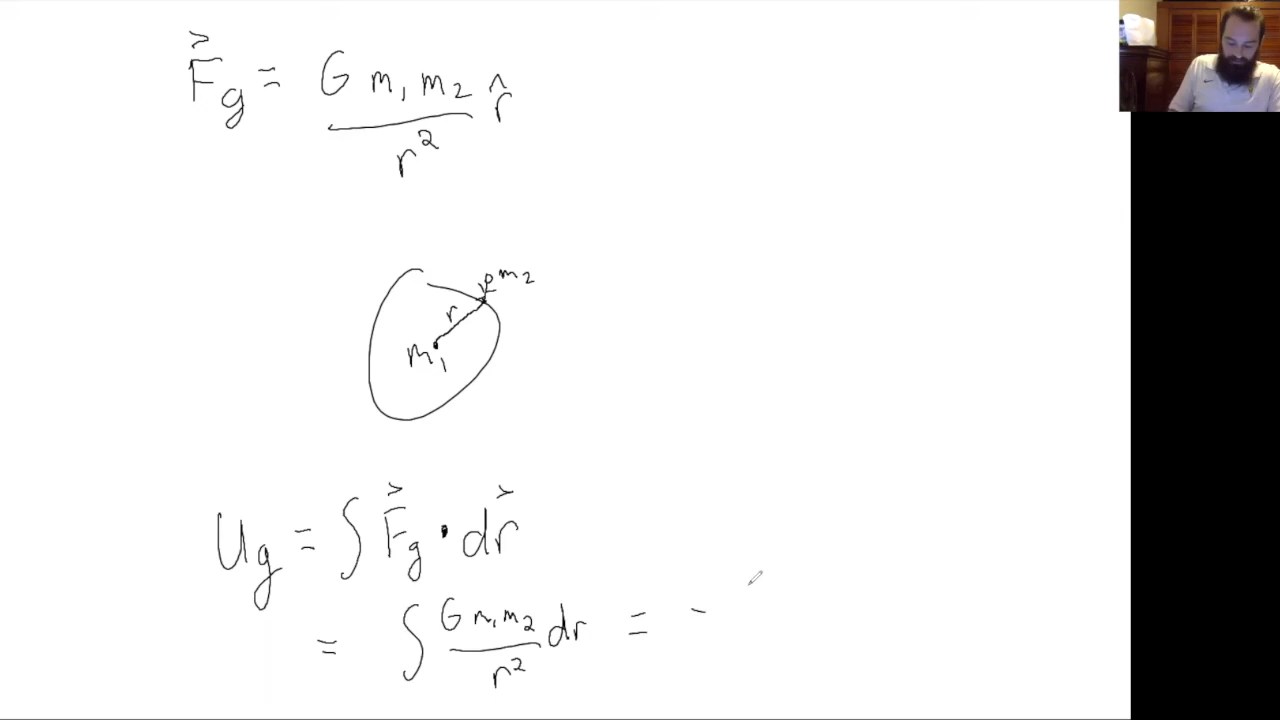 F⃗g = G m₁ m₂ / r² r̂
m₂
r
m₁
Ug = ∫ F⃗g · dr⃗
= ∫ G m₁ m₂ / r² dr = -